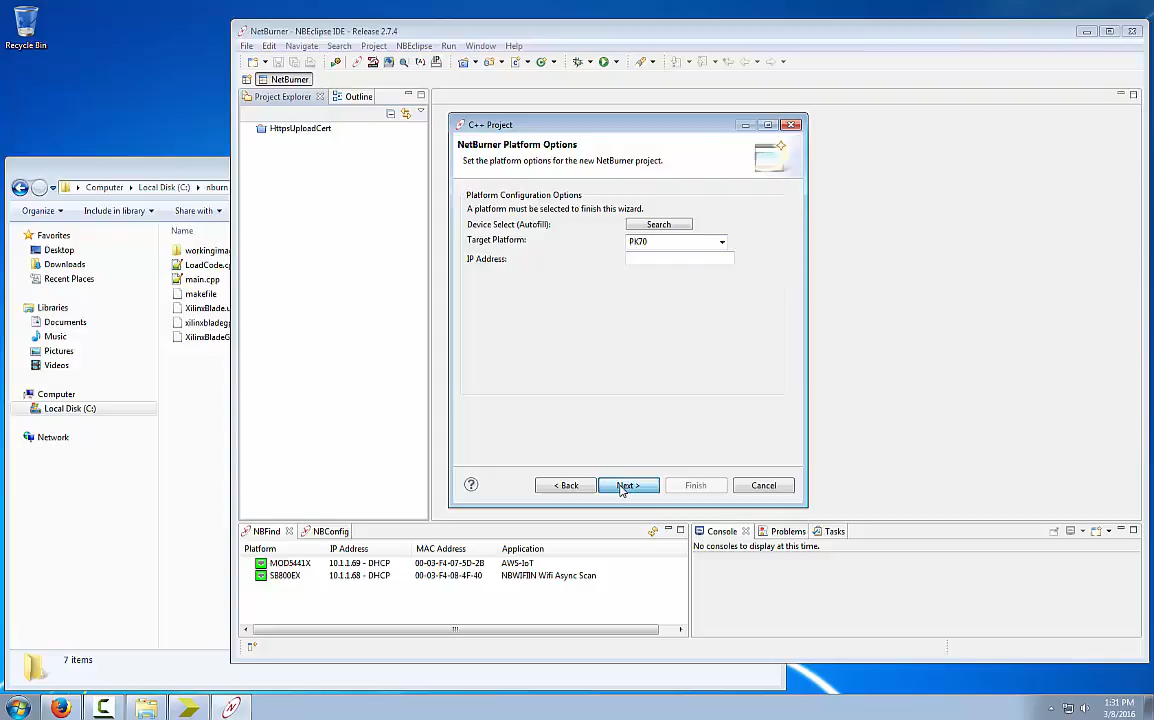 Recycle Bin
NetBurner - NBEclipse IDE - Release 2.7.4
File Edit Navigate Search Project NBEclipse Run Window Help
NetBurner
Project Explorer Outline
HttpsUploadCert
C++ Project
NetBurner Platform Options
Set the platform options for the new NetBurner project.
Platform Configuration Options
A platform must be selected to finish this wizard.
Device Select (Autofill): Search
Target Platform: PK70
IP Address:
< Back Next > Finish Cancel
Computer Local Disk (C:) nburn
Organize Include in library Share with
Favorites
Desktop
Downloads
Recent Places
Libraries
Documents
Music
Pictures
Videos
Computer
Local Disk (C:)
Network
Name
workingima
LoadCode.c
main.cpp
makefile
XilinxBlade.
xilinxbladeg
XilinxBladeG
7 items
NBFind NBConfig
Platform IP Address MAC Address Application
MOD5441X 10.1.1.69 - DHCP 00-03-F4-07-5D-2B AWS-IoT
SB800EX 10.1.1.68 - DHCP 00-03-F4-08-4F-40 NBWIFIIN Wifi Async Scan
Console Problems Tasks
No consoles to display at this time.
1:31 PM
3/8/2016